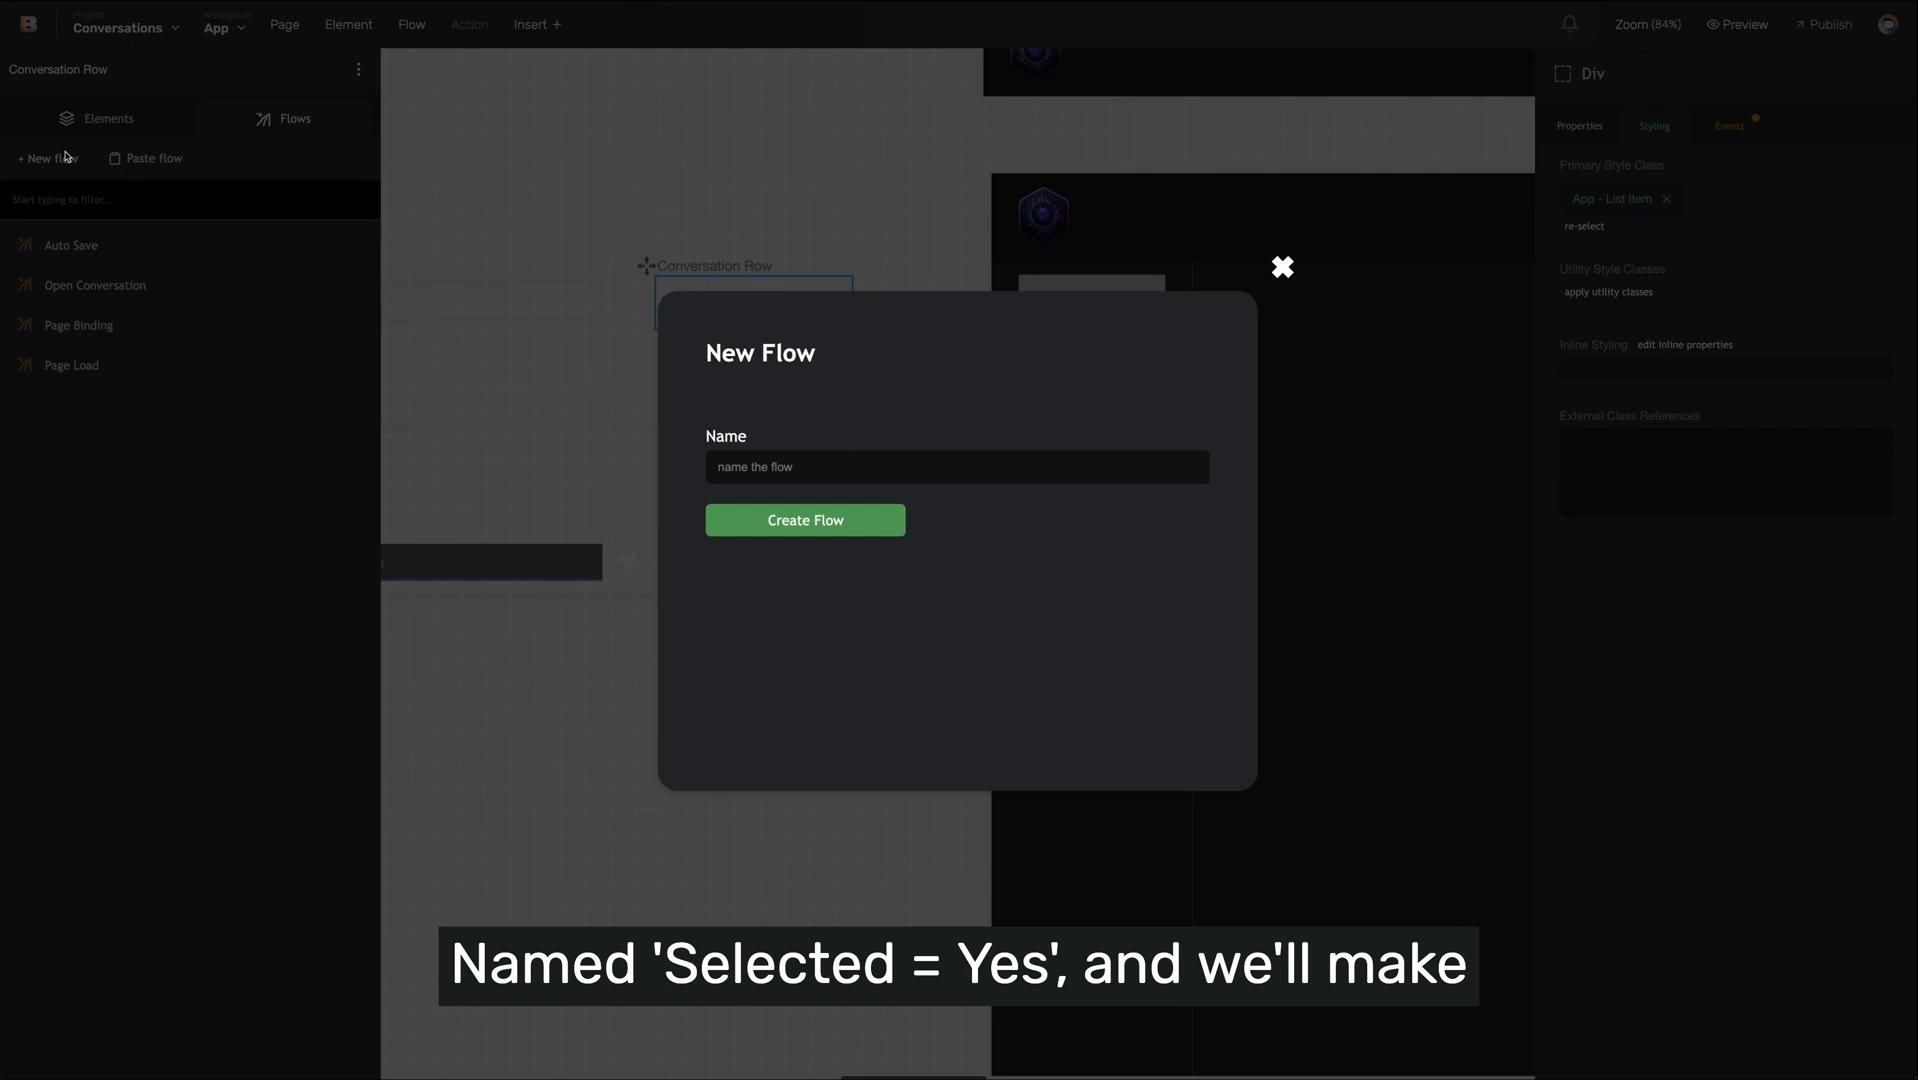 Project
Conversations
Workspace
App
Page
Element
Flow
Action
Insert +
Zoom (84%)
Preview
Publish
Conversation Row
Elements
Flows
+ New flow
Paste flow
Start typing to filter...
Auto Save
Open Conversation
Page Binding
Page Load
Conversation Row
New Flow
Name
name the flow
Create Flow
Div
Properties
Styling
Events
Primary Style Class
App - List Item
re-select
Utility Style Classes
apply utility classes
Inline Styling
edit inline properties
External Class References
Named 'Selected = Yes', and we'll make